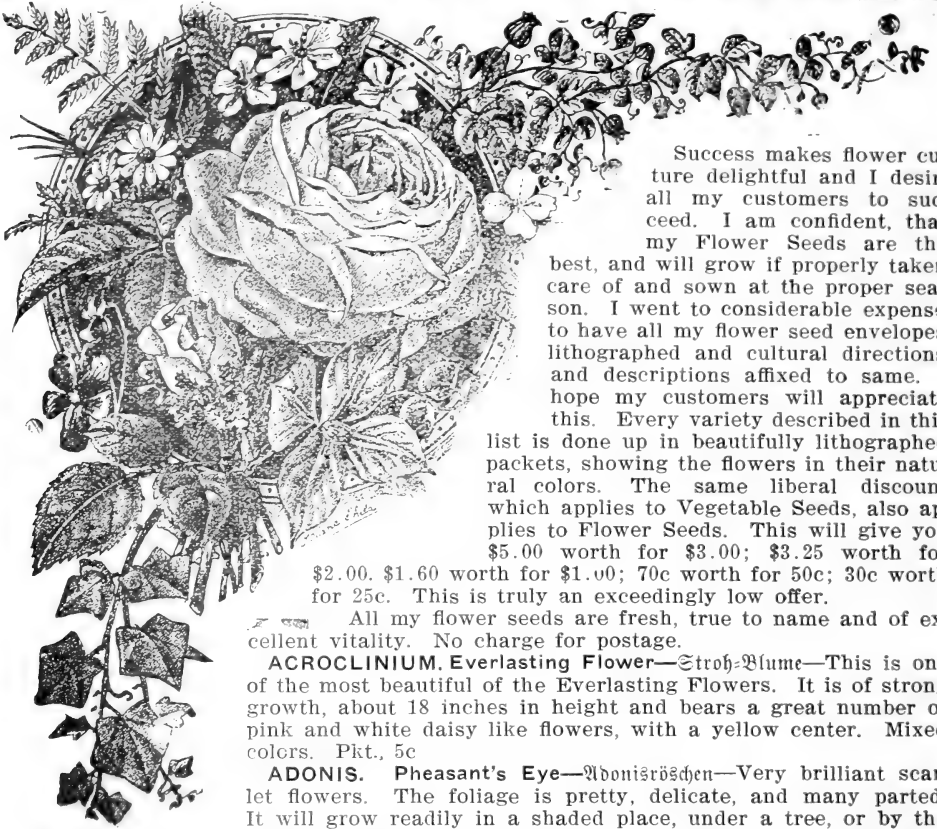 Success makes flower cu
ture delightful and I desir
all my customers to suc
ceed. I am confident, tha
my Flower Seeds are th
best, and will grow if properly take
care of and sown at the proper sea
son. I went to considerable expens
to have all my flower seed envelope
lithographed and cultural direction
and descriptions affixed to same.
hope my customers will appreciat
this. Every variety described in thi
list is done up in beautifully lithographe
packets, showing the flowers in their natu
ral colors. The same liberal discoun
which applies to Vegetable Seeds, also ap
plies to Flower Seeds. This will give yo
$5.00 worth for $3.00; $3.25 worth fo
$2.00. $1.60 worth for $1.00; 70c worth for 50c; 30c wort
for 25c. This is truly an exceedingly low offer.
All my flower seeds are fresh, true to name and of ex
cellent vitality. No charge for postage.
ACROCLINIUM. Everlasting Flower—Stroh=Blume—This is on
of the most beautiful of the Everlasting Flowers. It is of stron
growth, about 18 inches in height and bears a great number o
pink and white daisy like flowers, with a yellow center. Mixe
colors. Pkt., 5c
ADONIS. Pheasant's Eye—Adonisröschen—Very brilliant scar
let flowers. The foliage is pretty, delicate, and many parted
It will grow readily in a shaded place, under a tree, or by th